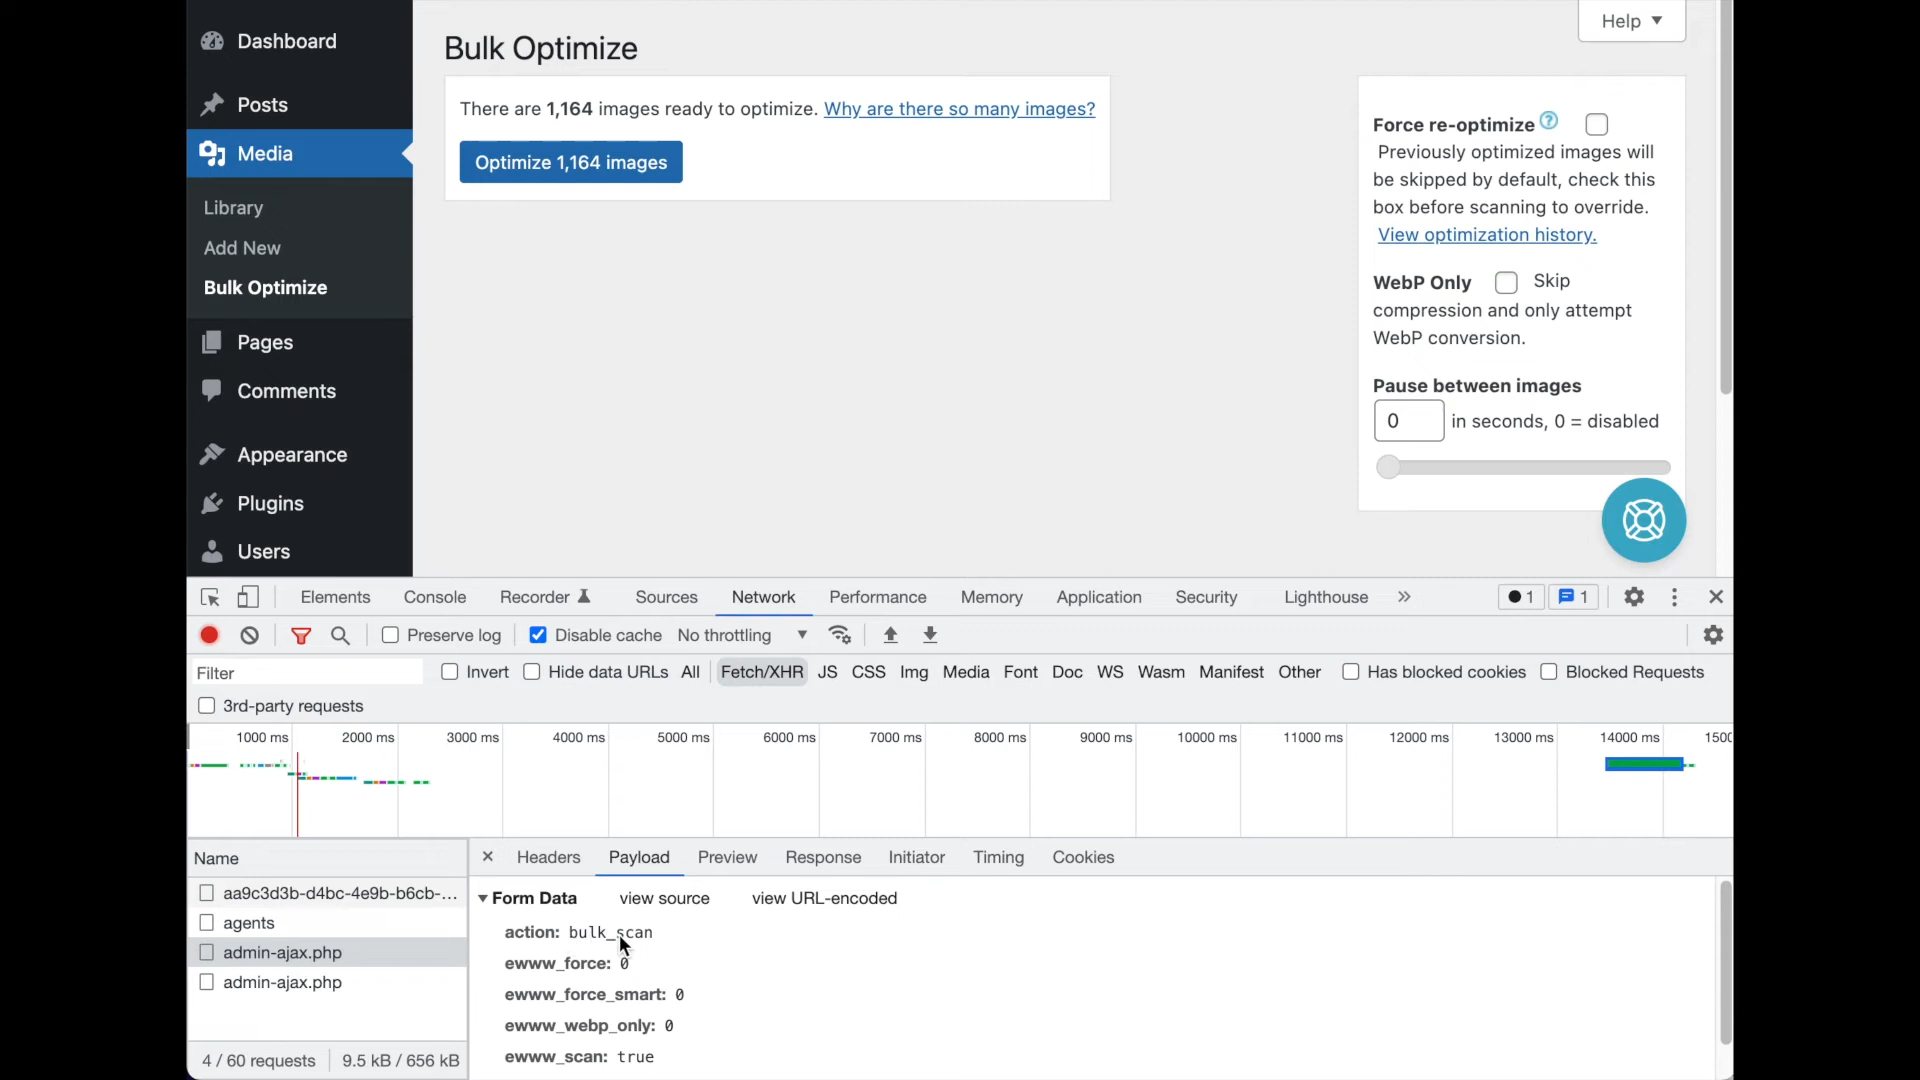 Dashboard
Posts
Media
Library
Add New
Bulk Optimize
Pages
Comments
Appearance
Plugins
Users
Help ▼
Bulk Optimize
There are 1,164 images ready to optimize. Why are there so many images?
Optimize 1,164 images
Force re-optimize ?
Previously optimized images will
be skipped by default, check this
box before scanning to override.
View optimization history.
WebP Only Skip
compression and only attempt
WebP conversion.
Pause between images
0 in seconds, 0 = disabled
Elements Console Recorder Sources Network Performance Memory Application Security Lighthouse » 1 1
Preserve log Disable cache No throttling ▼
Filter Invert Hide data URLs All Fetch/XHR JS CSS Img Media Font Doc WS Wasm Manifest Other Has blocked cookies Blocked Requests
3rd-party requests
1000 ms 2000 ms 3000 ms 4000 ms 5000 ms 6000 ms 7000 ms 8000 ms 9000 ms 10000 ms 11000 ms 12000 ms 13000 ms 14000 ms 1500
Name
aa9c3d3b-d4bc-4e9b-b6cb-...
agents
admin-ajax.php
admin-ajax.php
4 / 60 requests 9.5 kB / 656 kB
× Headers Payload Preview Response Initiator Timing Cookies
▼ Form Data view source view URL-encoded
action: bulk_scan
ewww_force: 0
ewww_force_smart: 0
ewww_webp_only: 0
ewww_scan: true